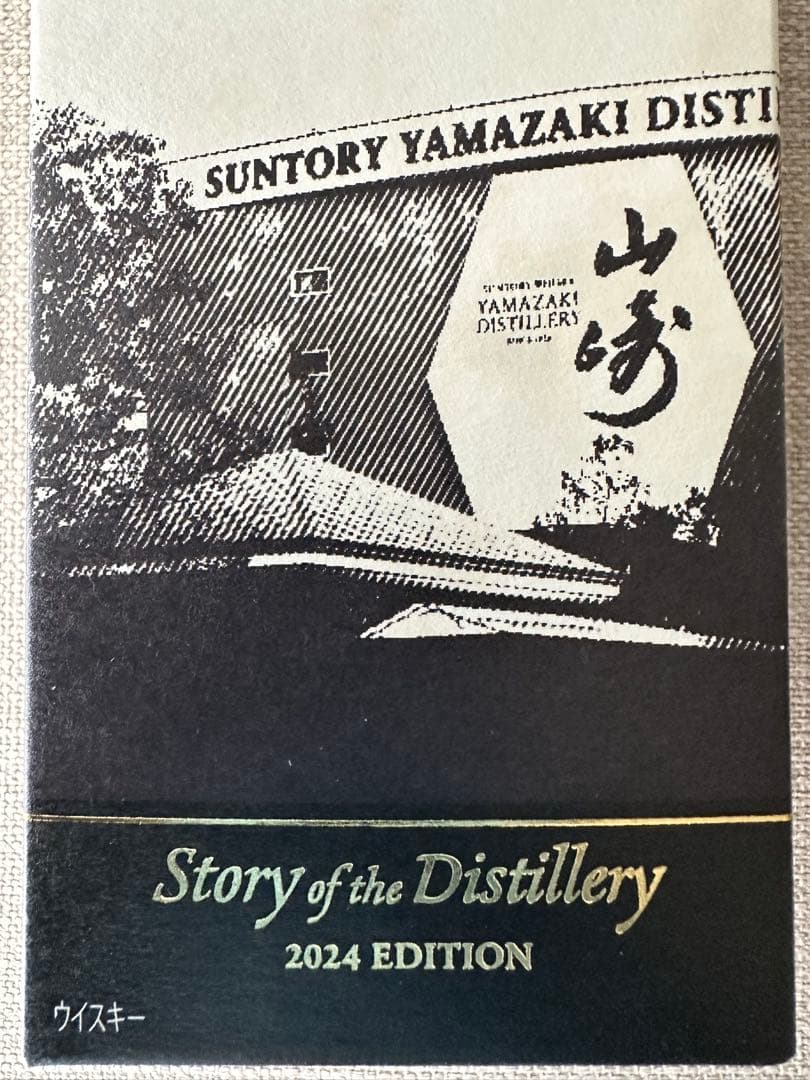 SUNTORY YAMAZAKI DISTI
YAMAZAKI
DISTILLERY
山崎
Story of the Distillery
2024 EDITION
ウイスキー